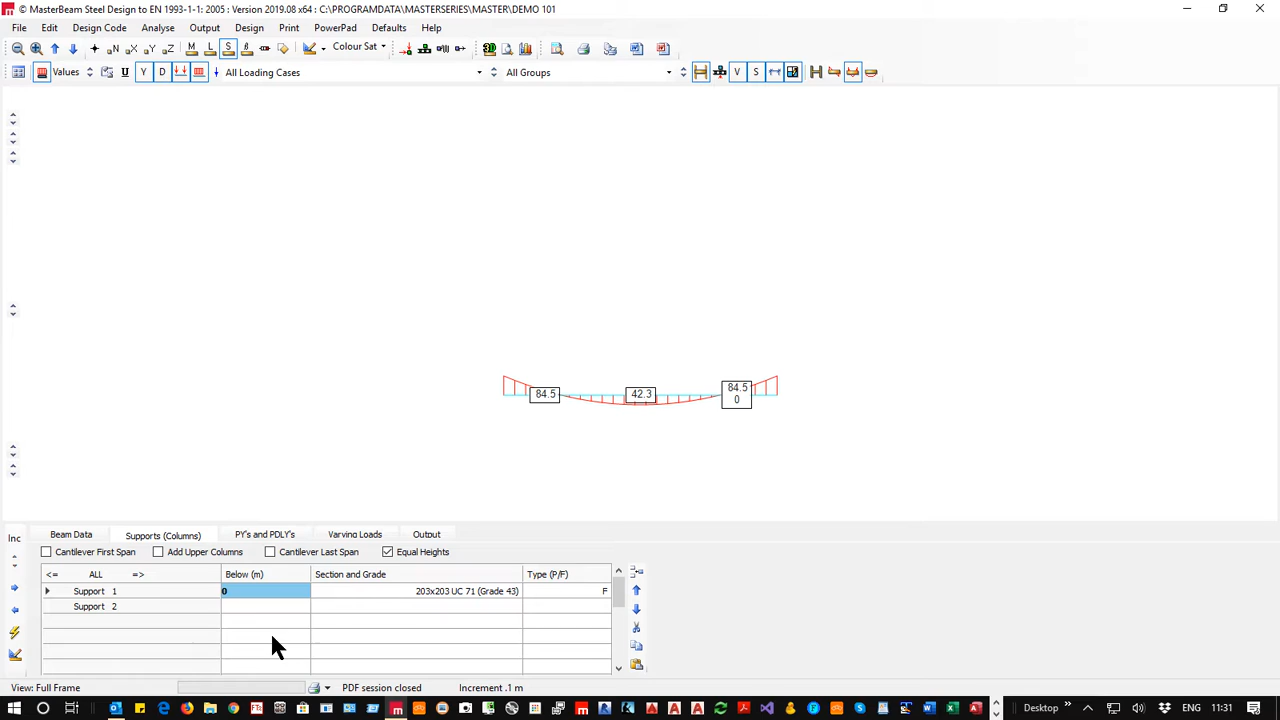 © MasterBeam Steel Design to EN 1993-1-1: 2005 : Version 2019.08 x64 : C:\PROGRAMDATA\MASTERSERIES\MASTER\DEMO 101
File Edit Design Code Analyse Output Design Print PowerPad Defaults Help
X Y Z M L S Colour Sat 3D
Values U Y D All Loading Cases All Groups V S
84.5 42.3 84.5
0
Inc Beam Data Supports (Columns) PY's and PDLY's Varying Loads Output
Cantilever First Span Add Upper Columns Cantilever Last Span Equal Heights
<= ALL => Below (m) Section and Grade Type (P/F)
Support 1 0 203x203 UC 71 (Grade 43) F
Support 2
View: Full Frame PDF session closed Increment .1 m
Desktop ENG 11:31